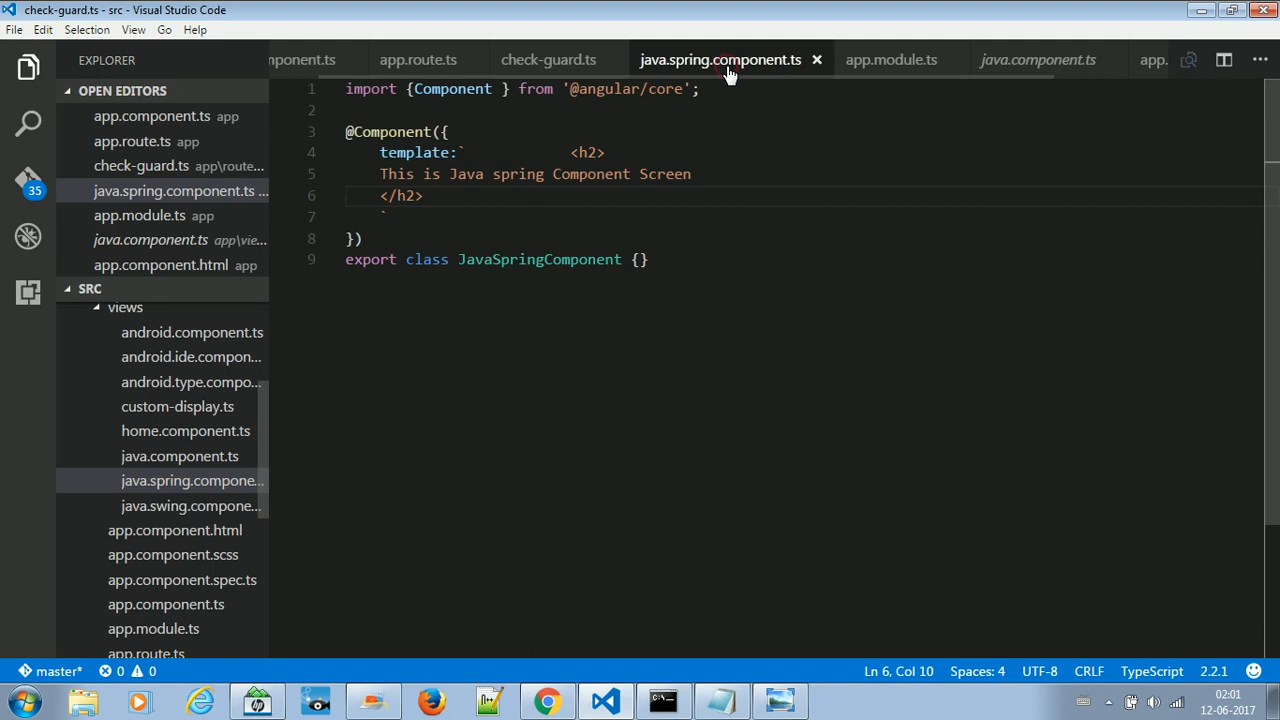 check-guard.ts - src - Visual Studio Code
File Edit Selection View Go Help
EXPLORER
mponent.ts app.route.ts check-guard.ts java.spring.component.ts app.module.ts java.component.ts app.
OPEN EDITORS
app.component.ts app
app.route.ts app
check-guard.ts app\route...
java.spring.component.ts ...
app.module.ts app
java.component.ts app\vie...
app.component.html app
SRC
views
android.component.ts
android.ide.compon...
android.type.compo...
custom-display.ts
home.component.ts
java.component.ts
java.spring.compone...
java.swing.compone...
app.component.html
app.component.scss
app.component.spec.ts
app.component.ts
app.module.ts
app.route.ts
35
1 import {Component } from '@angular/core';
2
3 @Component({
4 template:` <h2>
5 This is Java spring Component Screen
6 </h2>
7 `
8 })
9 export class JavaSpringComponent {}
master* 0 0 Ln 6, Col 10 Spaces: 4 UTF-8 CRLF TypeScript 2.2.1
02:01
12-06-2017